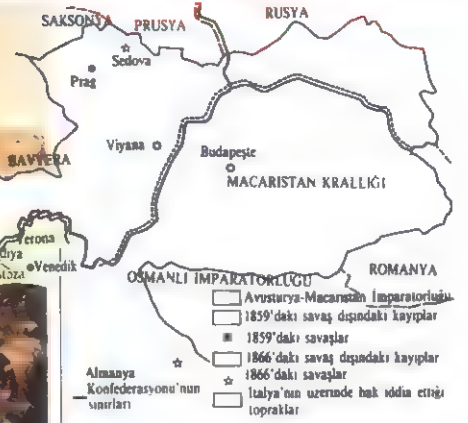 SAKSONYA
PRUSYA
RUSYA
Sedova
Prag
BAVYERA
Viyana
Budapeşte
MACARİSTAN KRALLIĞI
Verona
Venedik
OSMANLI İMPARATORLUĞU
ROMANYA
Avusturya-Macaristan İmparatorluğu
1859'daki savaş dışındaki kayıplar
1859'daki savaşlar
1866'daki savaş dışındaki kayıplar
1866'daki savaşlar
İtalya'nın üzerinde hak iddia ettiği
topraklar
Almanya
Konfederasyonu'nun
sınırları